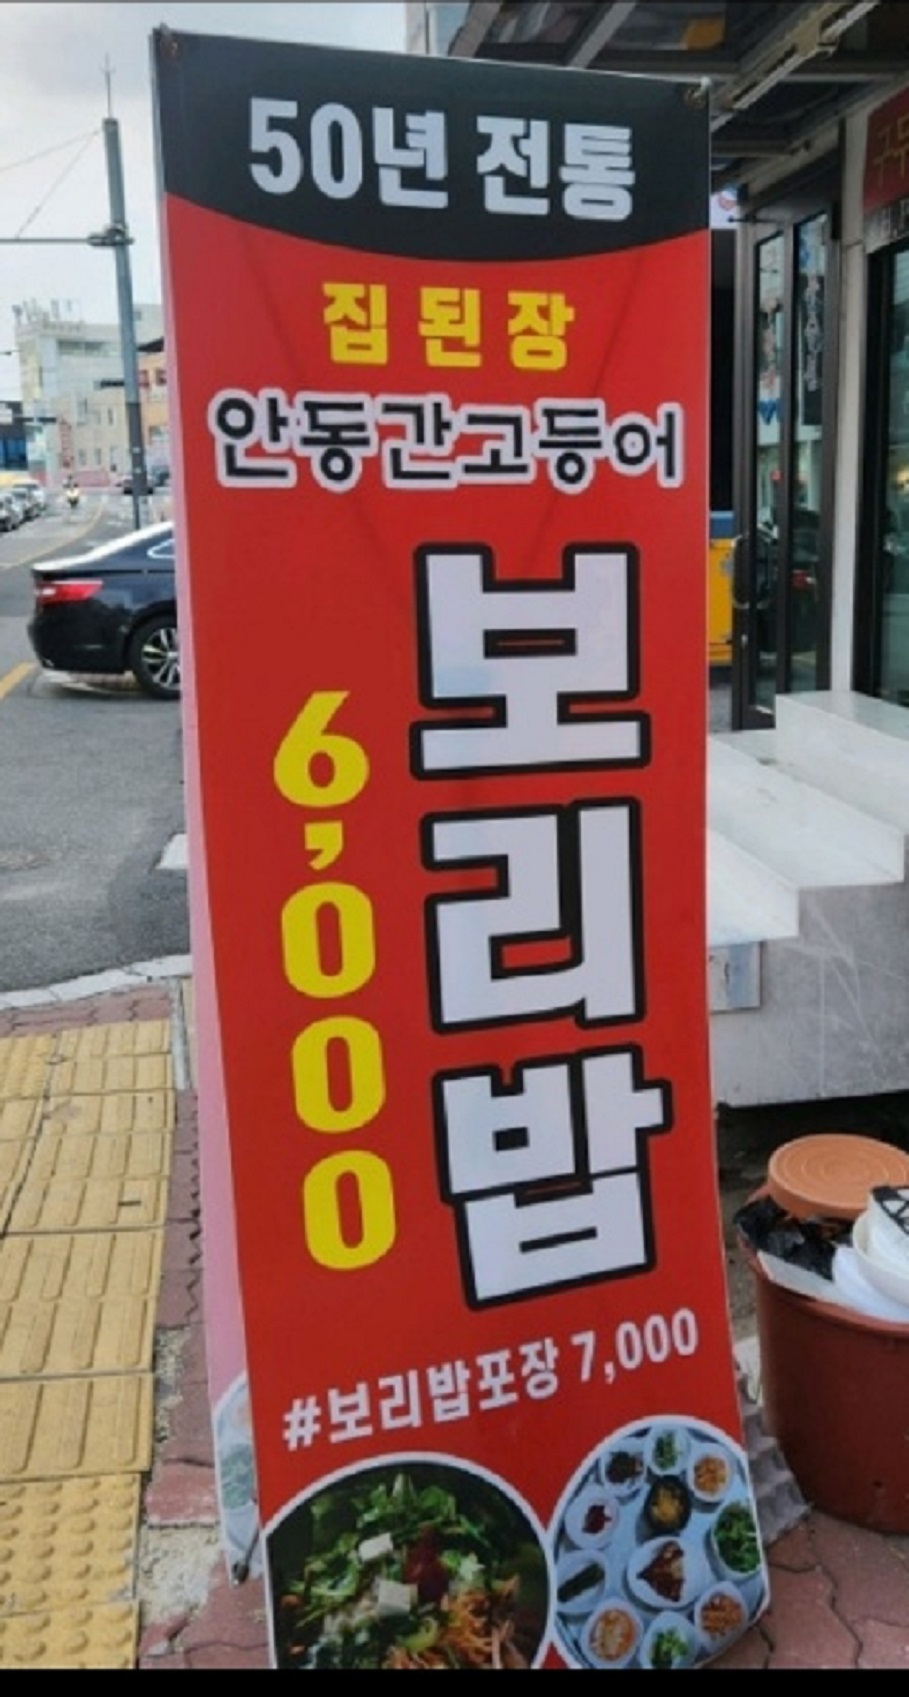 50년 전통
집된장
안동간고등어
보리밥
6,000
#보리밥포장 7,000